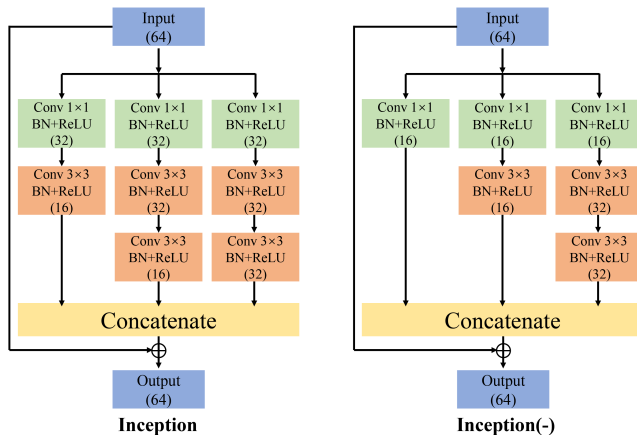 Input
(64)
Conv 1×1
BN+ReLU
(32)
Conv 1×1
BN+ReLU
(32)
Conv 1×1
BN+ReLU
(32)
Conv 3×3
BN+ReLU
(16)
Conv 3×3
BN+ReLU
(32)
Conv 3×3
BN+ReLU
(32)
Conv 3×3
BN+ReLU
(16)
Conv 3×3
BN+ReLU
(32)
Concatenate
Output
(64)
Inception
Input
(64)
Conv 1×1
BN+ReLU
(16)
Conv 1×1
BN+ReLU
(16)
Conv 1×1
BN+ReLU
(16)
Conv 3×3
BN+ReLU
(16)
Conv 3×3
BN+ReLU
(32)
Conv 3×3
BN+ReLU
(32)
Concatenate
Output
(64)
Inception(-)